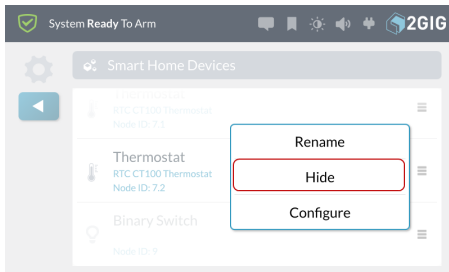 System Ready To Arm
2GIG
Smart Home Devices
RTC CT100 Thermostat
Node ID: 7.1
Rename
Thermostat
RTC CT100 Thermostat
Hide
Node ID: 7.2
Configure
Binary Switch
Node ID: 9